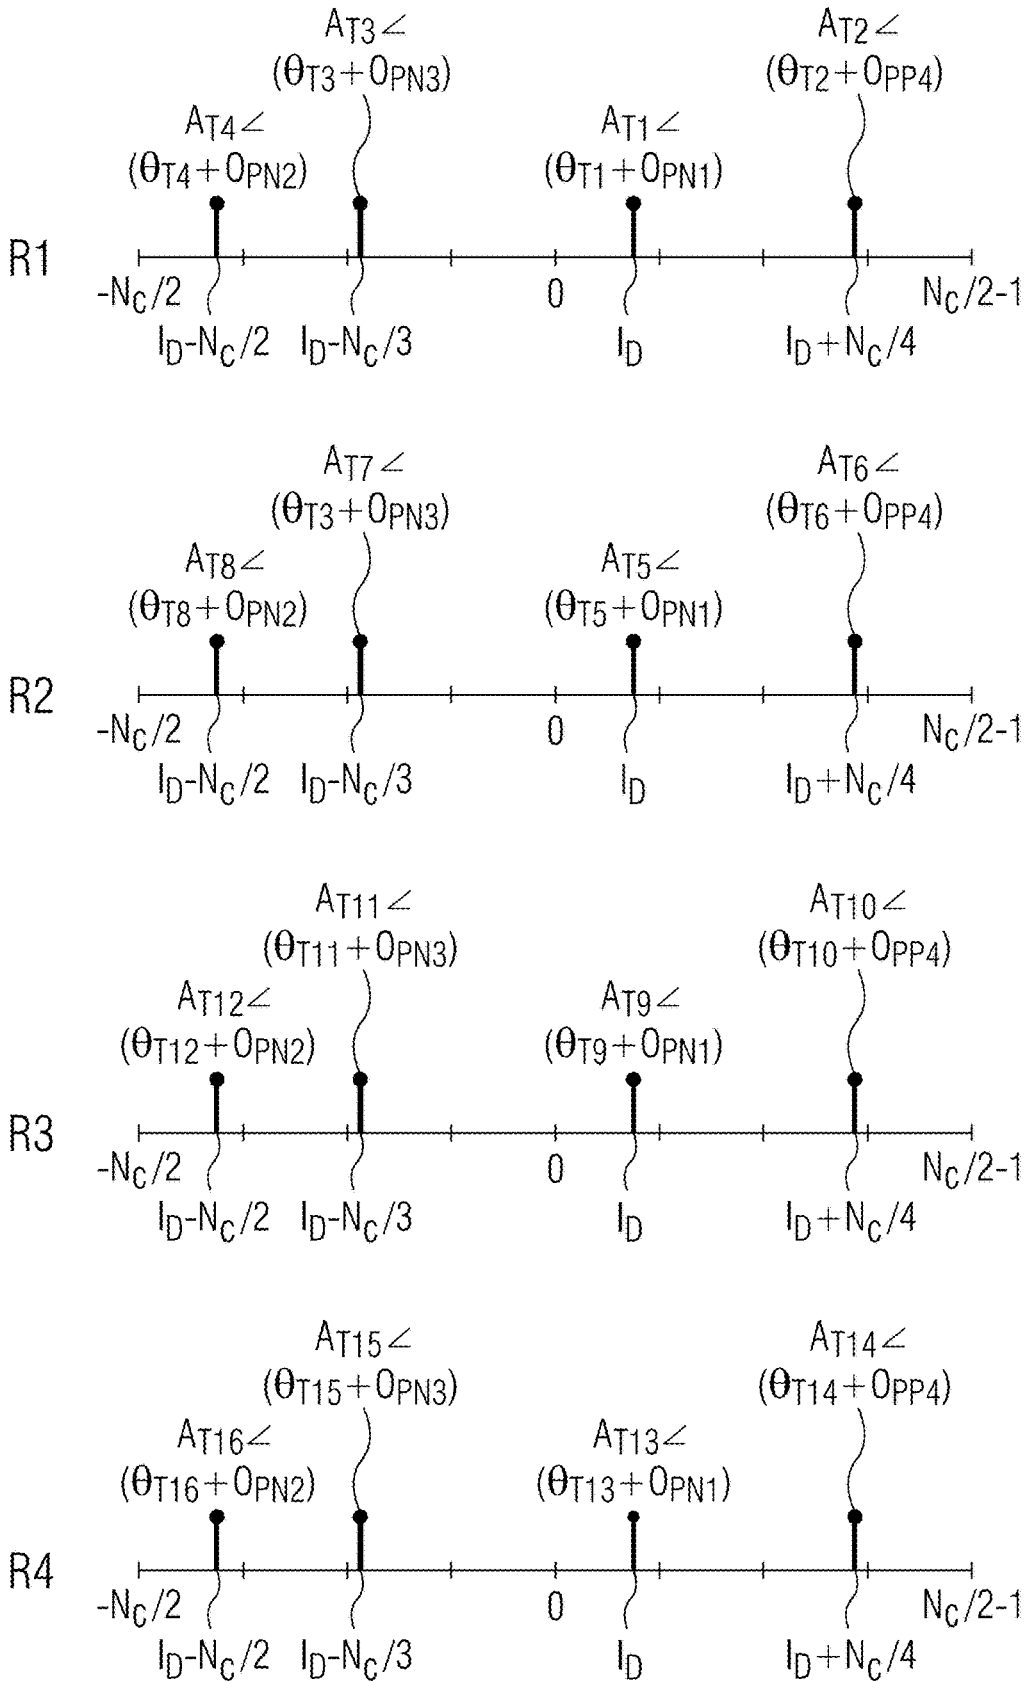 AT3∠
(θT3+OPN3)
AT2∠
(θT2+OPP4)
AT4∠
(θT4+OPN2)
AT1∠
(θT1+OPN1)
R1
-NC/2
0
NC/2-1
ID-NC/2
ID-NC/3
ID
ID+NC/4
AT7∠
(θT3+OPN3)
AT6∠
(θT6+OPP4)
AT8∠
(θT8+OPN2)
AT5∠
(θT5+OPN1)
R2
-NC/2
0
NC/2-1
ID-NC/2
ID-NC/3
ID
ID+NC/4
AT11∠
(θT11+OPN3)
AT10∠
(θT10+OPP4)
AT12∠
(θT12+OPN2)
AT9∠
(θT9+OPN1)
R3
-NC/2
0
NC/2-1
ID-NC/2
ID-NC/3
ID
ID+NC/4
AT15∠
(θT15+OPN3)
AT14∠
(θT14+OPP4)
AT16∠
(θT16+OPN2)
AT13∠
(θT13+OPN1)
R4
-NC/2
0
NC/2-1
ID-NC/2
ID-NC/3
ID
ID+NC/4